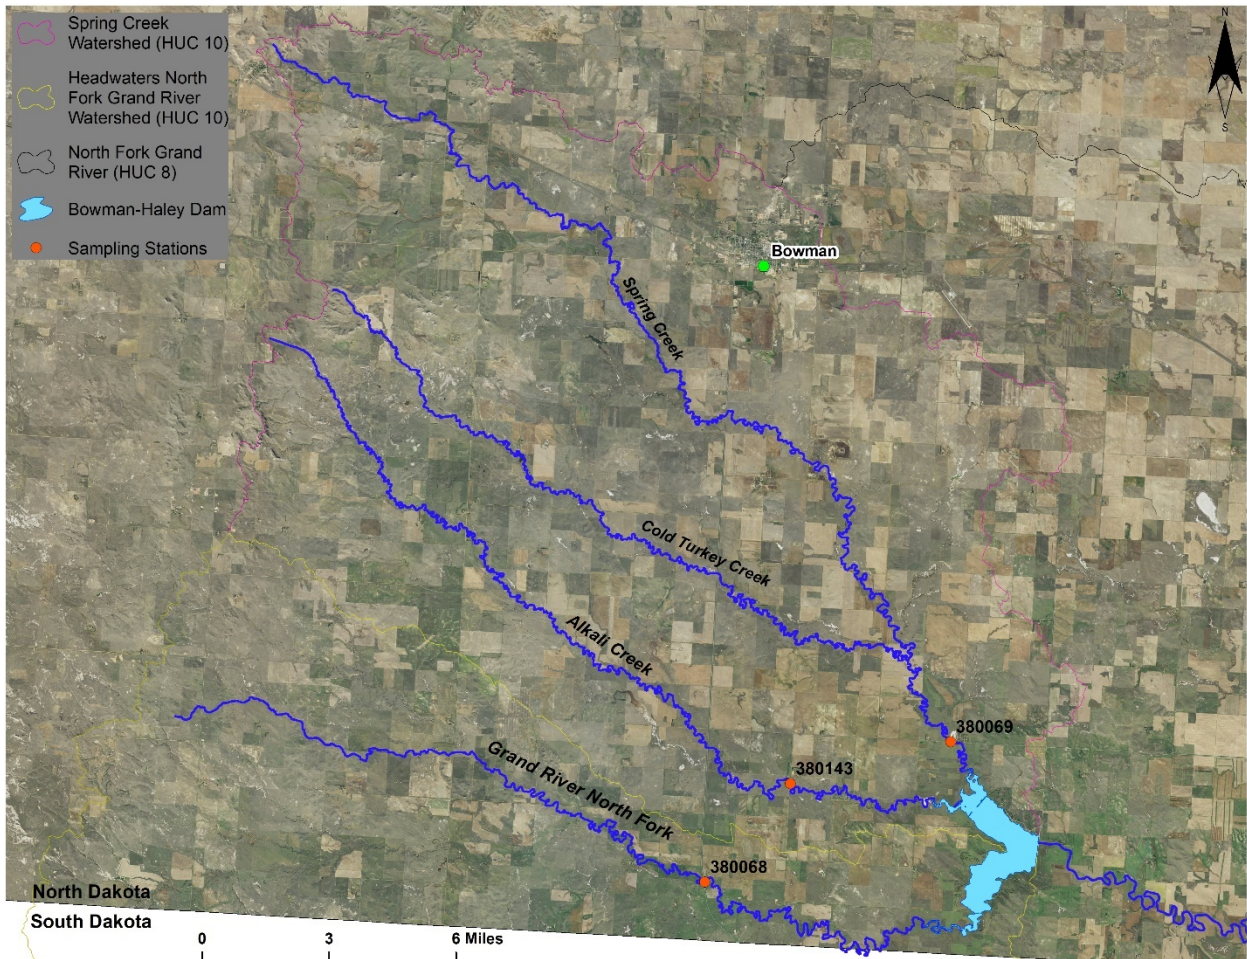 Spring Creek
Watershed (HUC 10)
Headwaters North
Fork Grand River
Watershed (HUC 10)
North Fork Grand
River (HUC 8)
Bowman-Haley Dam
Sampling Stations
N
S
Bowman
Spring Creek
Cold Turkey Creek
Alkali Creek
380069
380143
Grand River North Fork
380068
North Dakota
South Dakota
0 3 6 Miles